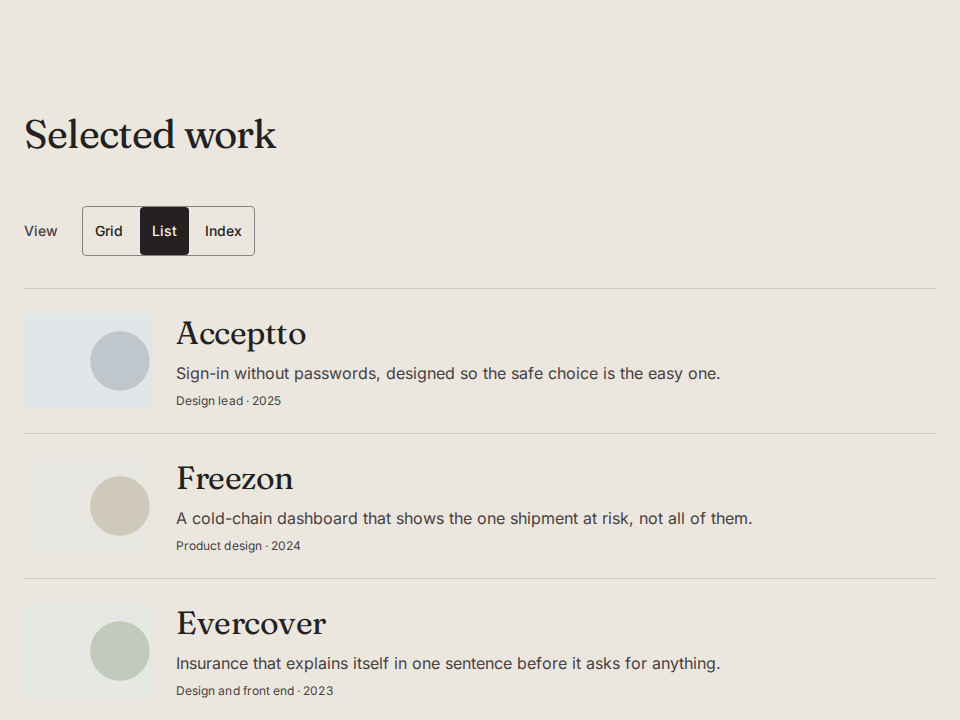 Selected work
View Grid List Index
Acceptto
Sign-in without passwords, designed so the safe choice is the easy one.
Design lead · 2025
Freezon
A cold-chain dashboard that shows the one shipment at risk, not all of them.
Product design · 2024
Evercover
Insurance that explains itself in one sentence before it asks for anything.
Design and front end · 2023